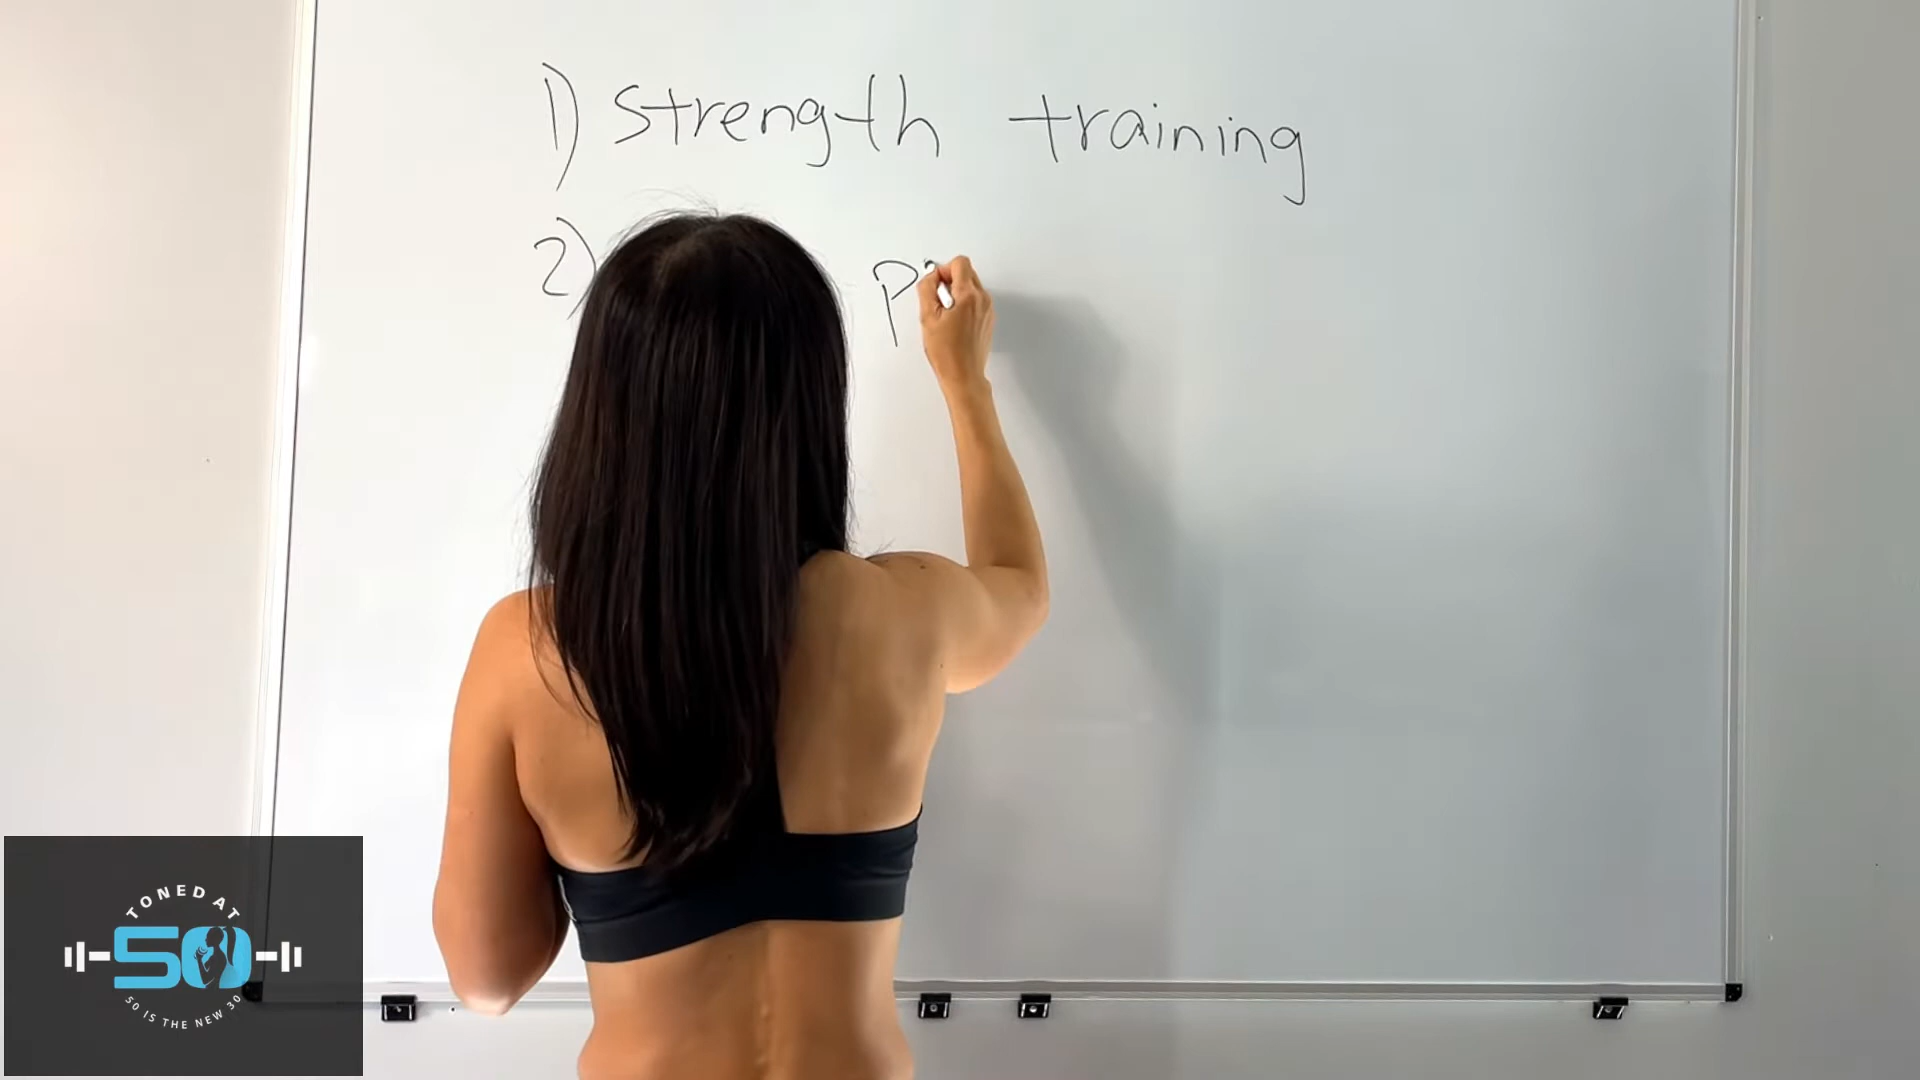 1) strength training
2) p
TONED AT
50
50 IS THE NEW 30